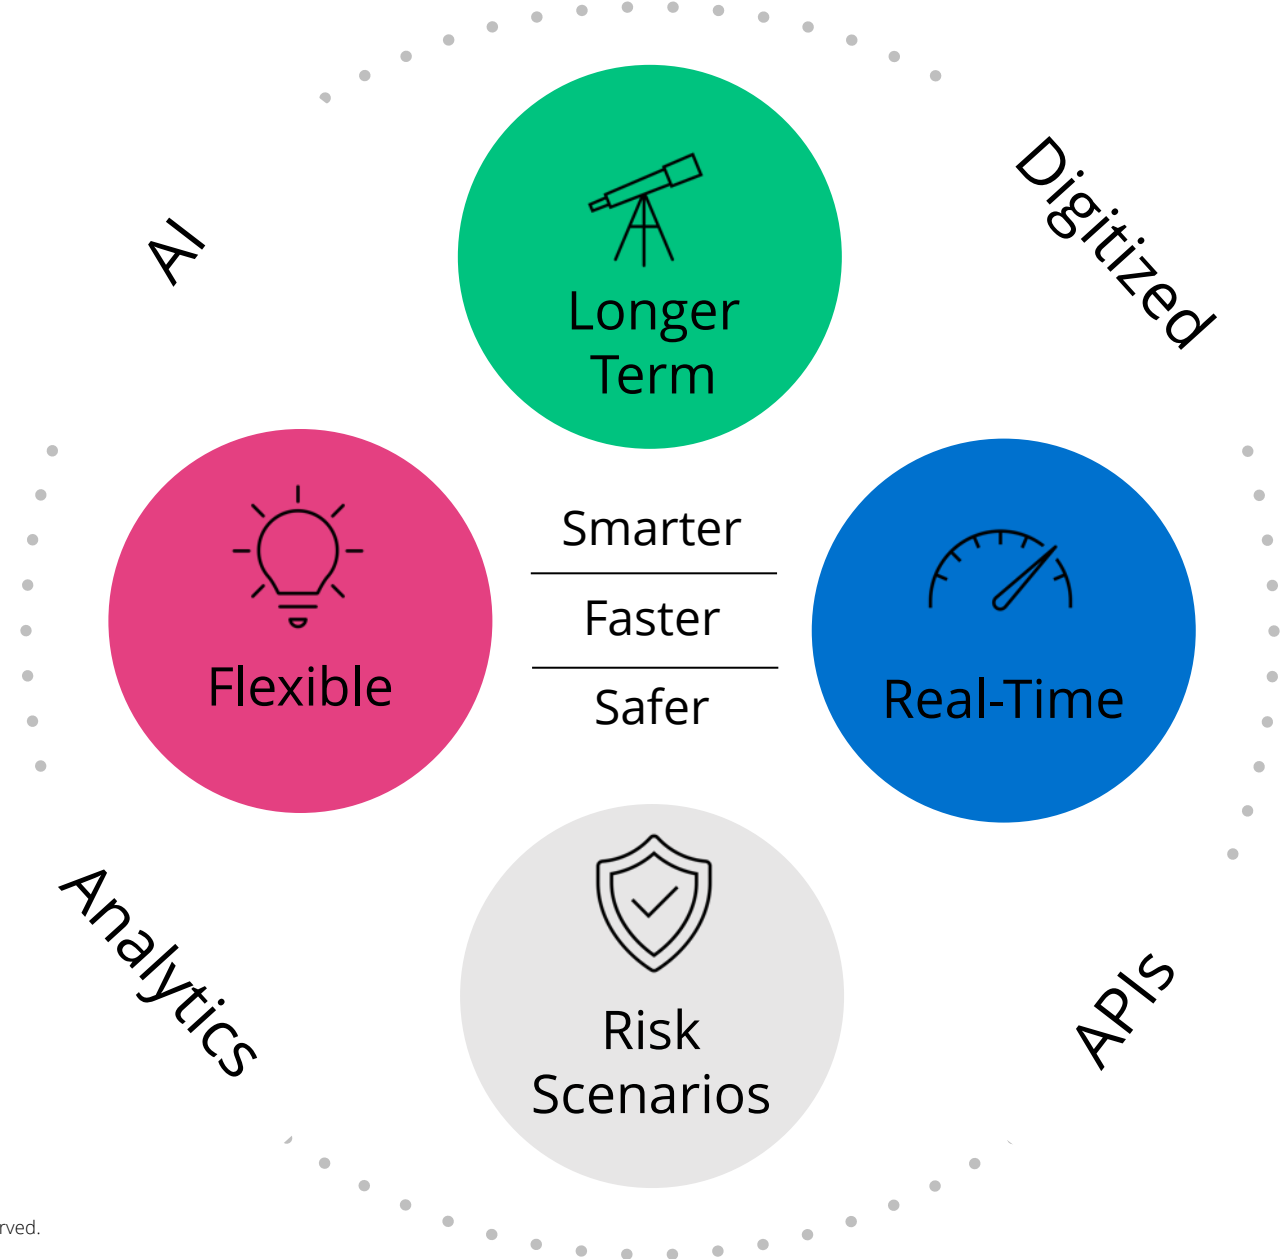 AI
Digitized
Longer
Term
Smarter
Faster
Safer
Flexible
Real-Time
Analytics
APIs
Risk
Scenarios
rved.